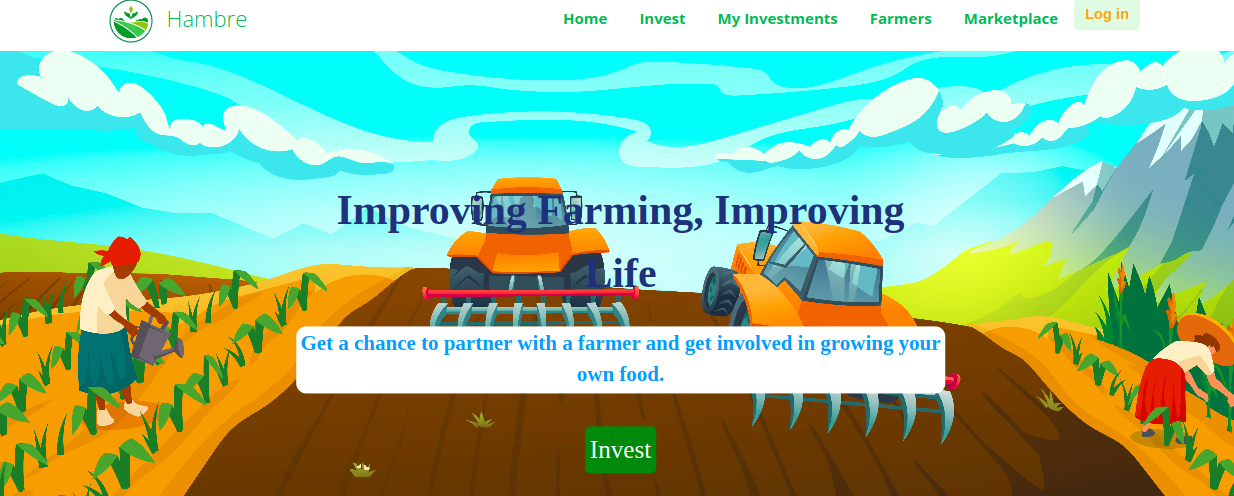 Hambre
Home Invest My Investments Farmers Marketplace Log in
Improving Farming, Improving
Life
Get a chance to partner with a farmer and get involved in growing your
own food.
Invest